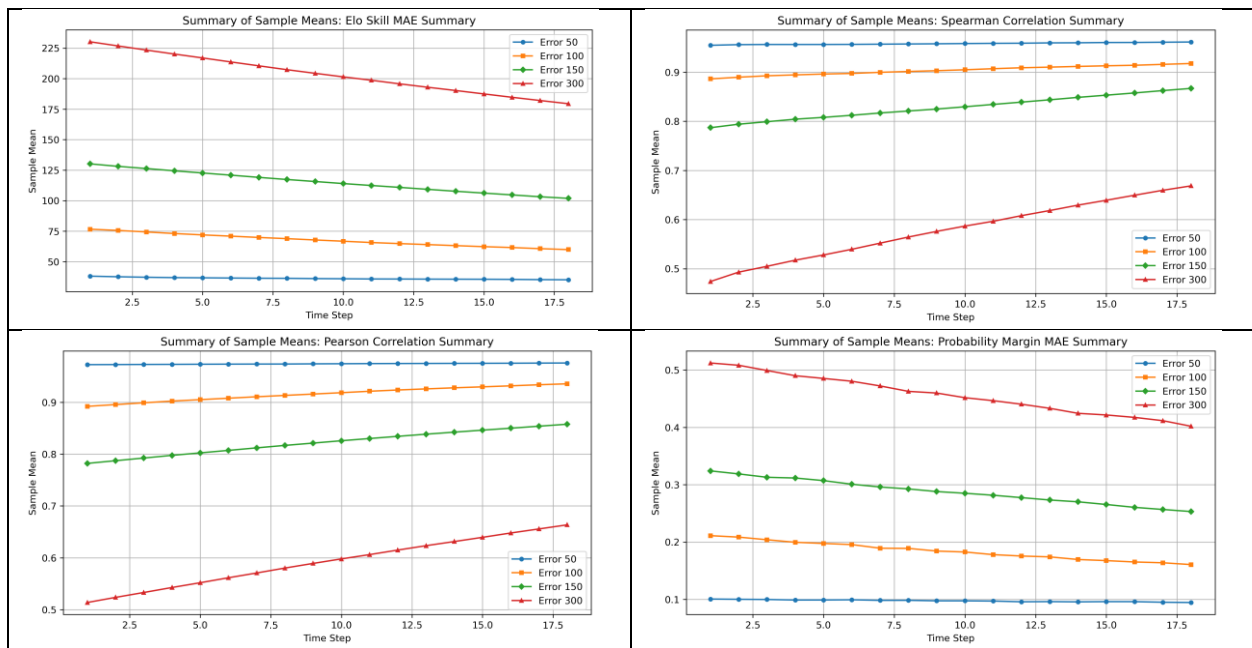 Summary of Sample Means: Elo Skill MAE Summary
Sample Mean
225
200
175
150
125
100
75
50
2.5 5.0 7.5 10.0 12.5 15.0 17.5
Time Step
Error 50
Error 100
Error 150
Error 300
Summary of Sample Means: Spearman Correlation Summary
Sample Mean
0.9
0.8
0.7
0.6
0.5
2.5 5.0 7.5 10.0 12.5 15.0 17.5
Time Step
Error 50
Error 100
Error 150
Error 300
Summary of Sample Means: Pearson Correlation Summary
Sample Mean
0.9
0.8
0.7
0.6
0.5
2.5 5.0 7.5 10.0 12.5 15.0 17.5
Time Step
Error 50
Error 100
Error 150
Error 300
Summary of Sample Means: Probability Margin MAE Summary
Sample Mean
0.5
0.4
0.3
0.2
0.1
2.5 5.0 7.5 10.0 12.5 15.0 17.5
Time Step
Error 50
Error 100
Error 150
Error 300